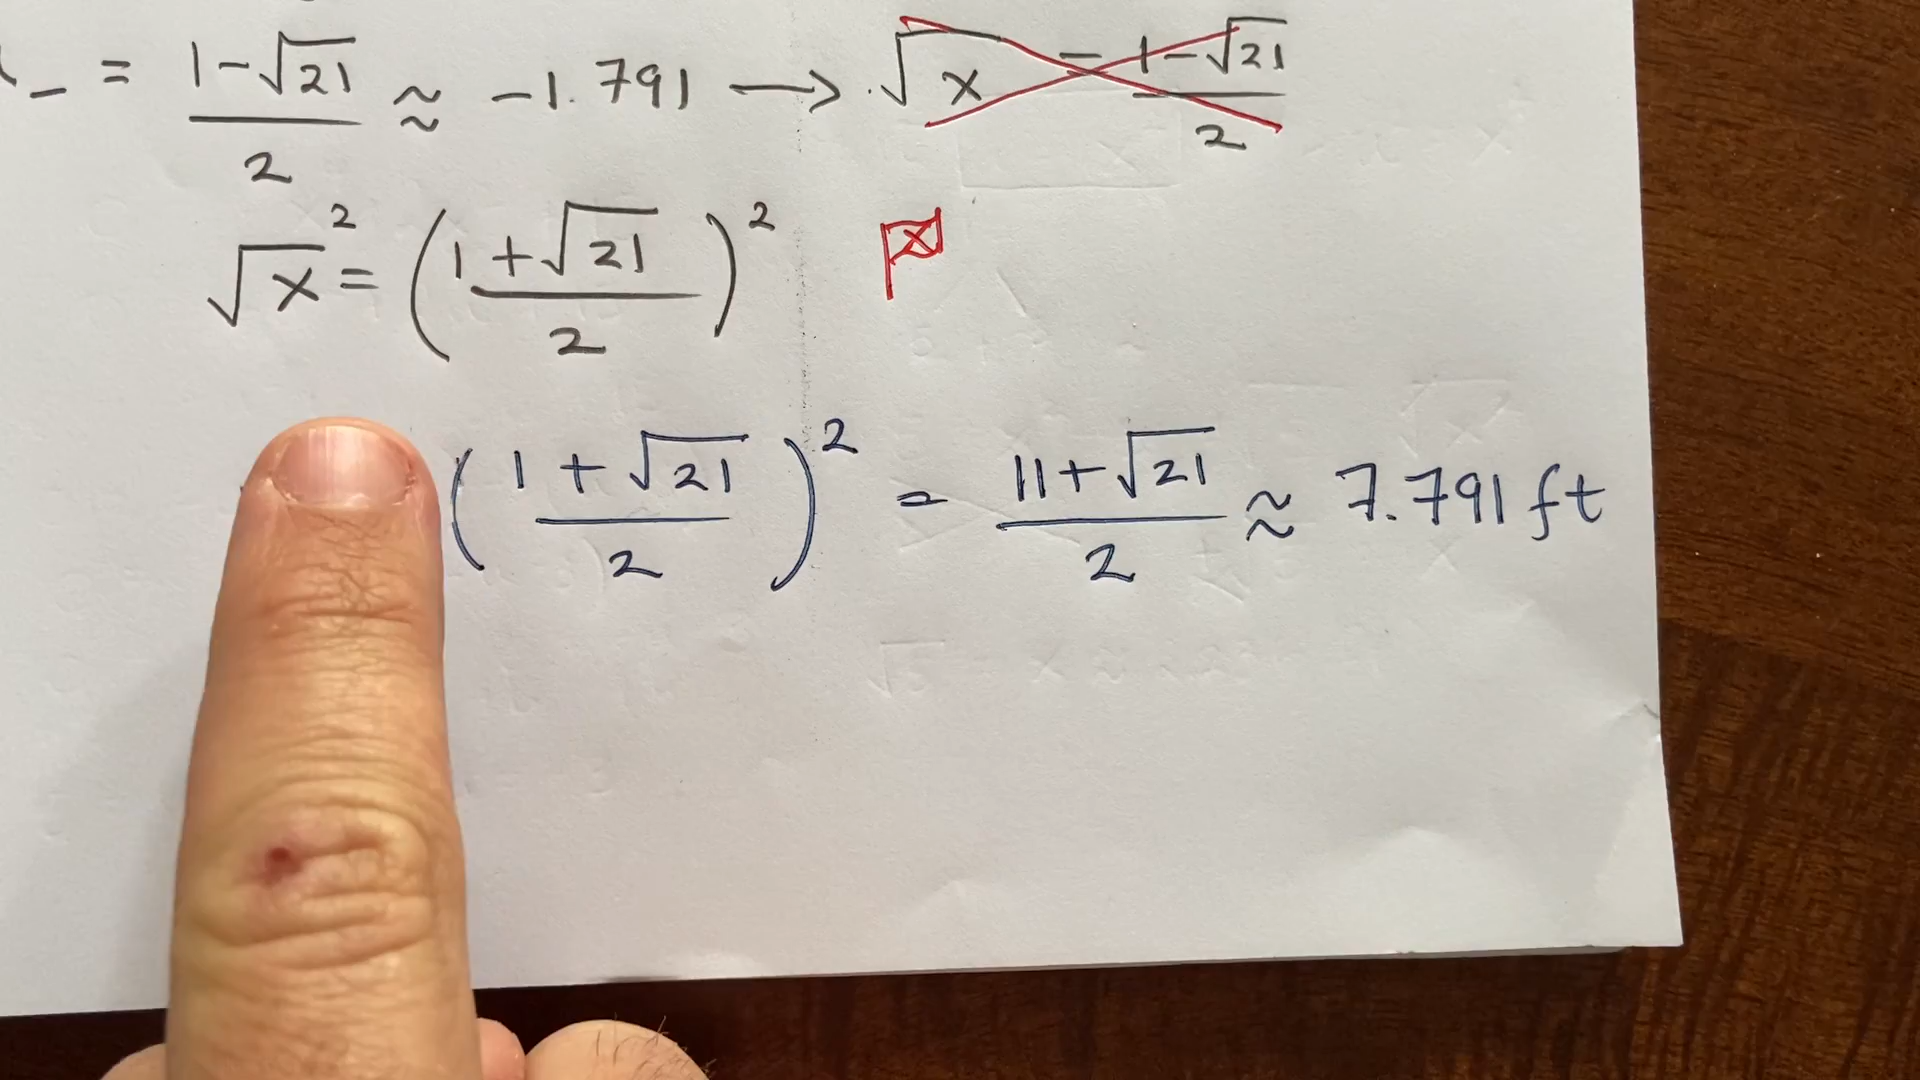 _ = (1-√21)/2 ≈ -1.791 → √x = (1-√21)/2
√x² = ((1+√21)/2)² x
((1+√21)/2)² = (11+√21)/2 ≈ 7.791 ft